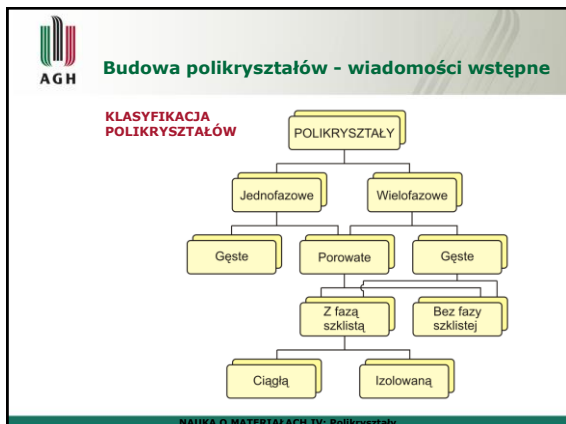 AGH
Budowa polikryształów - wiadomości wstępne
KLASYFIKACJA
POLIKRYSZTAŁÓW
POLIKRYSZTAŁY
Jednofazowe
Wielofazowe
Gęste
Porowate
Gęste
Z fazą
szklistą
Bez fazy
szklistej
Ciągłą
Izolowaną
NAUKA O MATERIAŁACH IV: Polikryształy